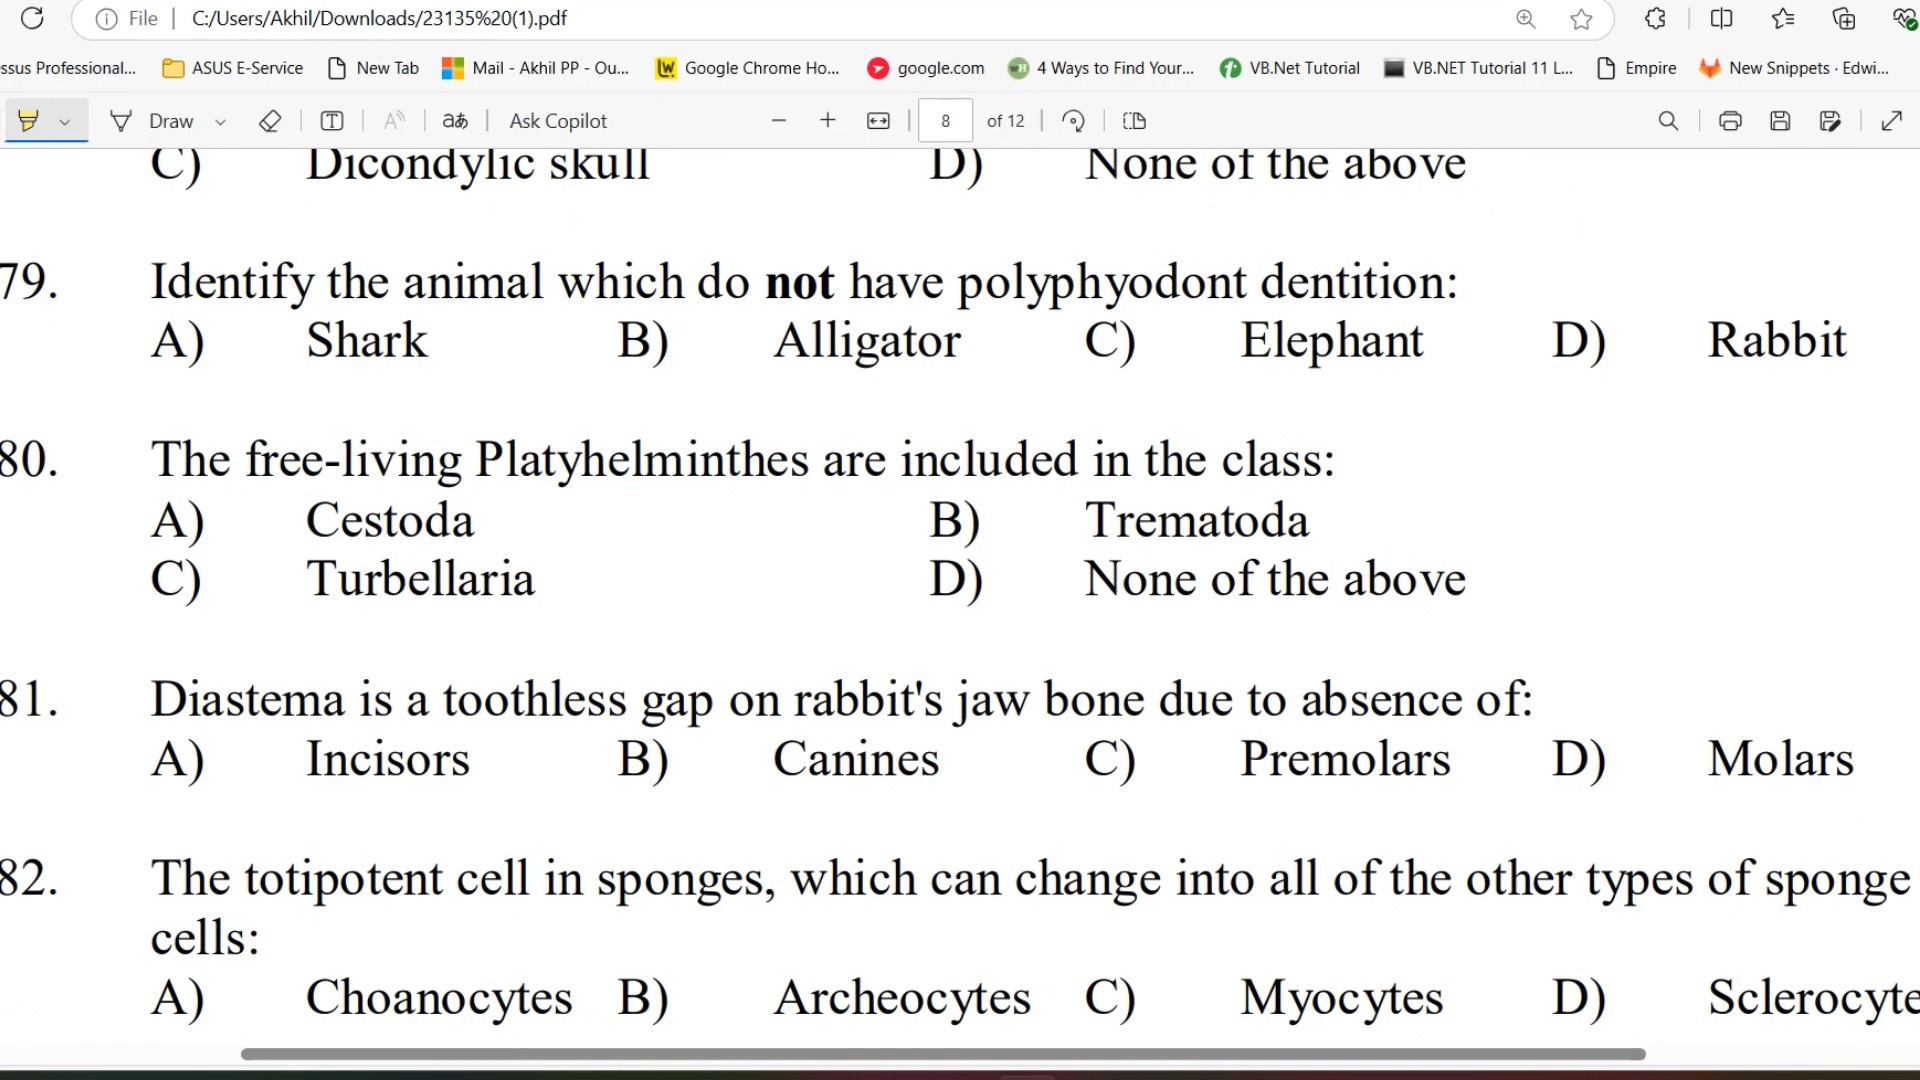 File | C:/Users/Akhil/Downloads/23135%20(1).pdf
ssus Professional... ASUS E-Service New Tab Mail - Akhil PP - Ou... Google Chrome Ho... google.com 4 Ways to Find Your... VB.Net Tutorial VB.NET Tutorial 11 L... Empire New Snippets · Edwi...
Draw Ask Copilot 8 of 12
C) Dicondylic skull D) None of the above
79. Identify the animal which do not have polyphyodont dentition:
A) Shark B) Alligator C) Elephant D) Rabbit
80. The free-living Platyhelminthes are included in the class:
A) Cestoda B) Trematoda
C) Turbellaria D) None of the above
81. Diastema is a toothless gap on rabbit's jaw bone due to absence of:
A) Incisors B) Canines C) Premolars D) Molars
82. The totipotent cell in sponges, which can change into all of the other types of sponge
cells:
A) Choanocytes B) Archeocytes C) Myocytes D) Sclerocyte